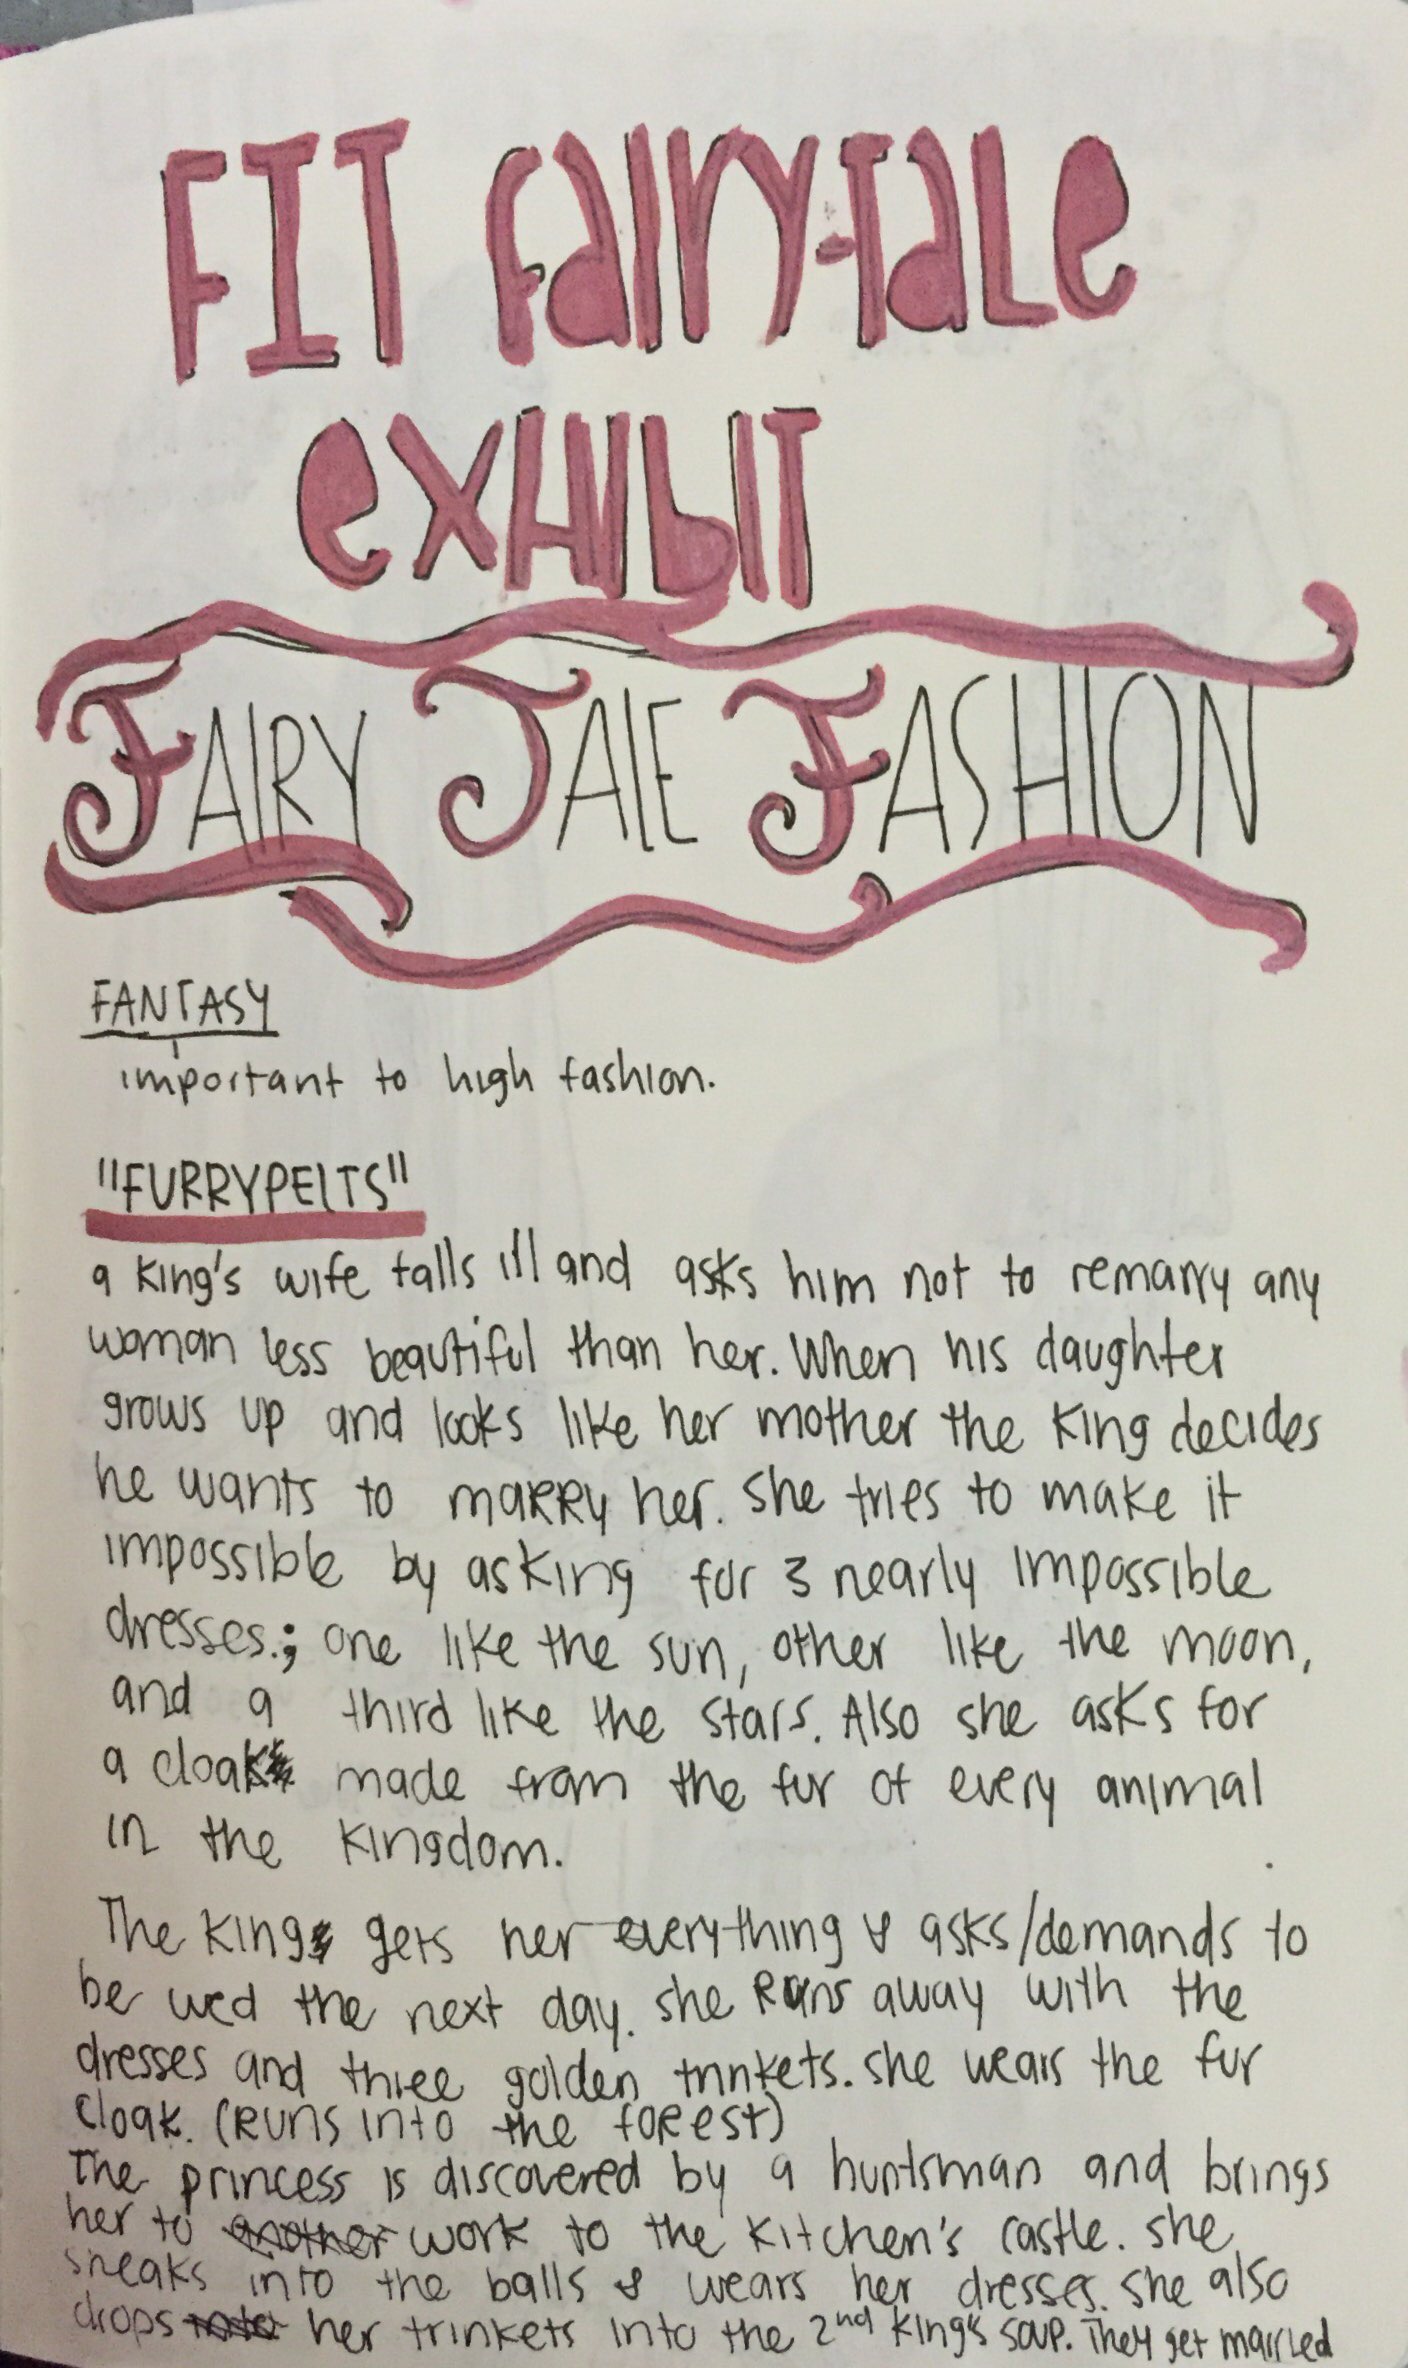 FIT fairy-tale
exhibit
FAIRY TALE FASHION
FANTASY
important to high fashion.
"FURRYPELTS"
a king's wife falls ill and asks him not to remarry any
woman less beautiful than her. When his daughter
grows up and looks like her mother the king decides
he wants to marry her. she tries to make it
impossible by asking for 3 nearly impossible
dresses.; one like the sun, other like the moon,
and a third like the stars. Also she asks for
a cloak made from the fur of every animal
in the kingdom.
The king gets her everything & asks/demands to
be wed the next day. she Runs away with the
dresses and three golden trinkets. she wears the fur
cloak. (Runs into the forest)
The princess is discovered by a huntsman and brings
her to another work to the kitchen's castle. she
sneaks into the balls & wears her dresses. she also
drops into her trinkets into the 2nd king's soup. They get married